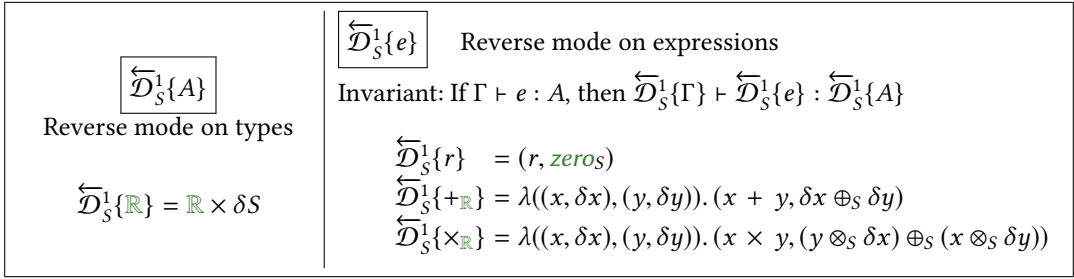 𝒟⃖¹_S{A}
Reverse mode on types
𝒟⃖¹_S{ℝ} = ℝ × δS
𝒟⃖¹_S{e} Reverse mode on expressions
Invariant: If Γ ⊢ e : A, then 𝒟⃖¹_S{Γ} ⊢ 𝒟⃖¹_S{e} : 𝒟⃖¹_S{A}
𝒟⃖¹_S{r} = (r, zero_S)
𝒟⃖¹_S{+_ℝ} = λ((x, δx), (y, δy)). (x + y, δx ⊕_S δy)
𝒟⃖¹_S{×_ℝ} = λ((x, δx), (y, δy)). (x × y, (y ⊗_S δx) ⊕_S (x ⊗_S δy))